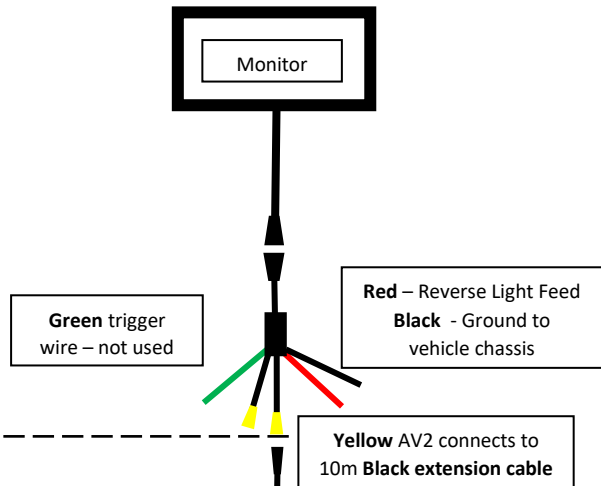 Monitor
Green trigger
wire – not used
Red – Reverse Light Feed
Black - Ground to
vehicle chassis
Yellow AV2 connects to
10m Black extension cable